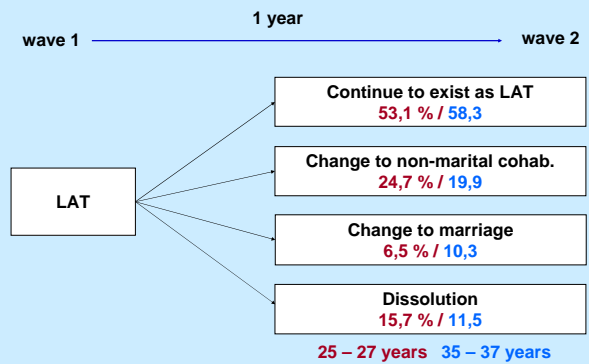 1 year
wave 1
wave 2
Continue to exist as LAT
53,1 % / 58,3
Change to non-marital cohab.
24,7 % / 19,9
LAT
Change to marriage
6,5 % / 10,3
Dissolution
15,7 % / 11,5
25 – 27 years 35 – 37 years